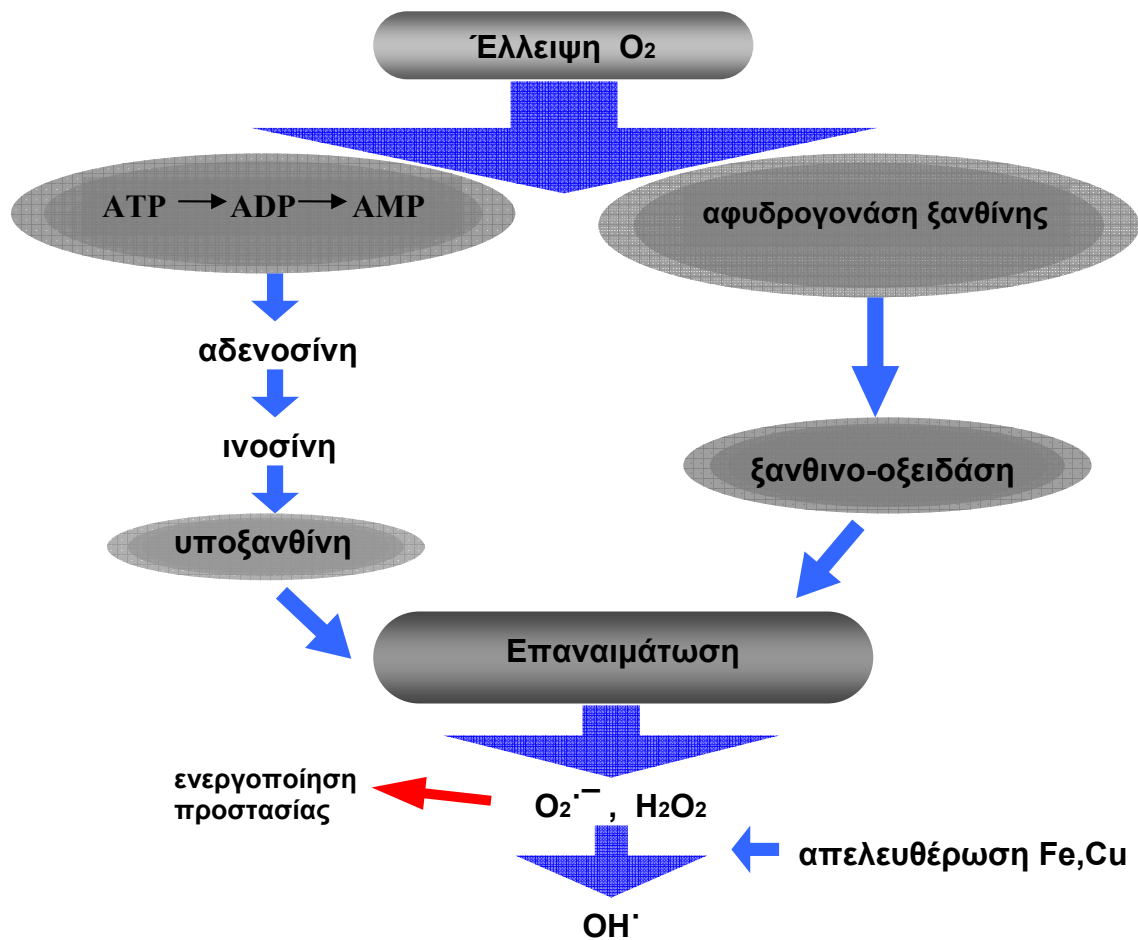 Έλλειψη O2
ATP → ADP → AMP
αφυδρογονάση ξανθίνης
αδενοσίνη
ινοσίνη
ξανθινο-οξειδάση
υποξανθίνη
Επαναιμάτωση
ενεργοποίηση
προστασίας
O2·− , H2O2
απελευθέρωση Fe,Cu
OH·